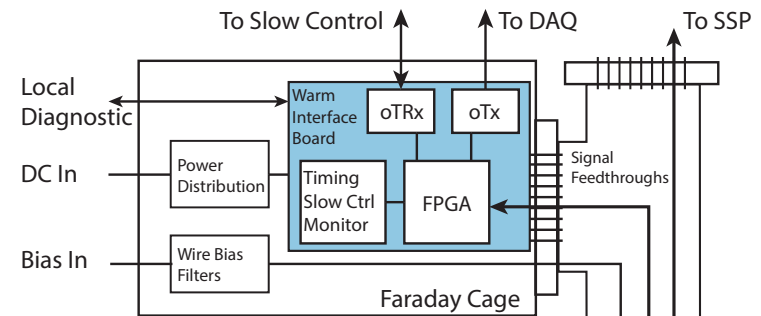 To Slow Control
To DAQ
To SSP
Local
Diagnostic
Warm
Interface
Board
oTRx
oTx
DC In
Power
Distribution
Timing
Slow Ctrl
Monitor
FPGA
Signal
Feedthroughs
Bias In
Wire Bias
Filters
Faraday Cage